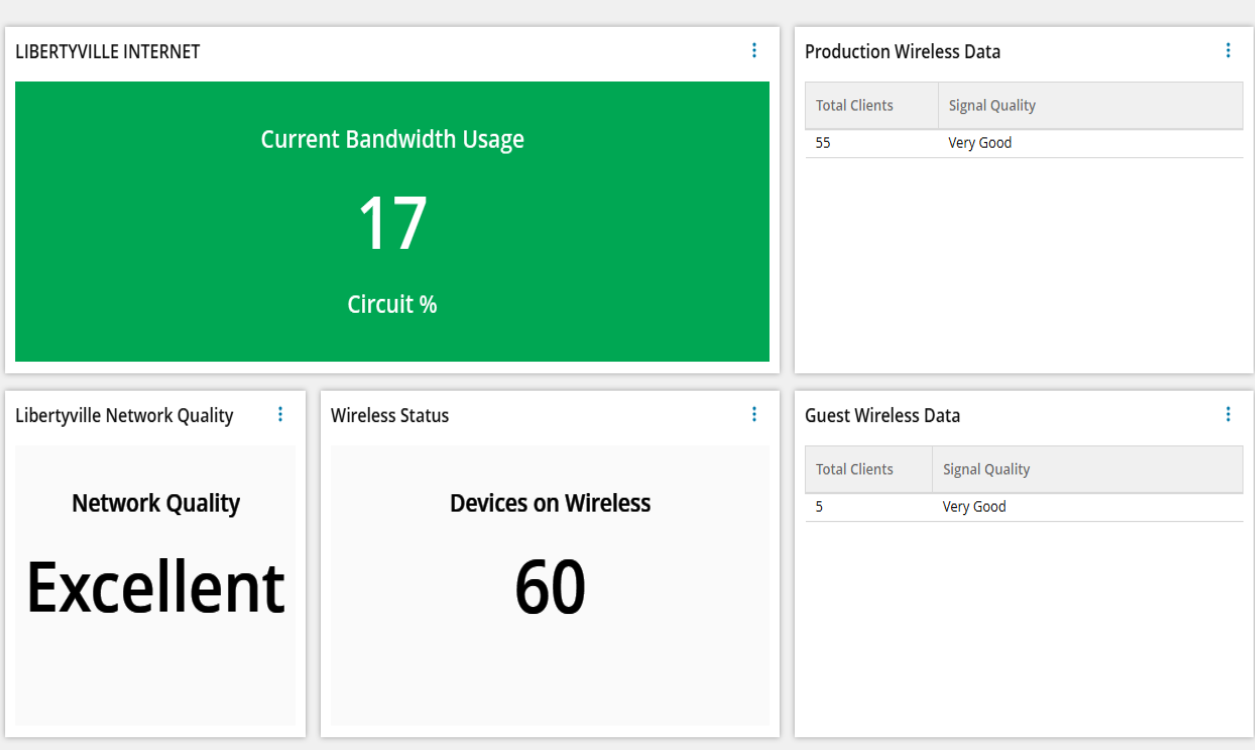 LIBERTYVILLE INTERNET
Current Bandwidth Usage
17
Circuit %
Production Wireless Data
Total Clients Signal Quality
55 Very Good
Libertyville Network Quality
Network Quality
Excellent
Wireless Status
Devices on Wireless
60
Guest Wireless Data
Total Clients Signal Quality
5 Very Good